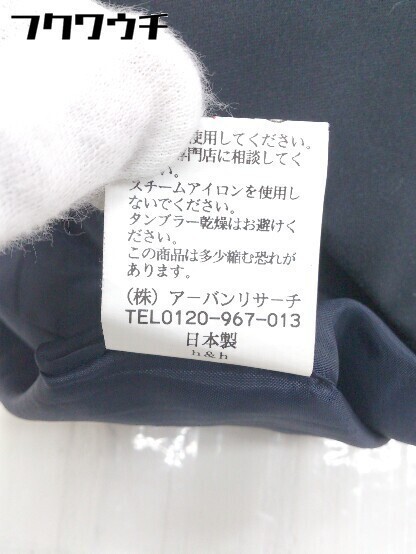 フクワウチ
使用してください。
専門店に相談してく
い。
スチームアイロンを使用し
ないでください。
タンブラー乾燥はお避けく
ださい。
この商品は多少縮む恐れが
あります。
(株) アーバンリサーチ
TEL0120-967-013
日本製
h&h